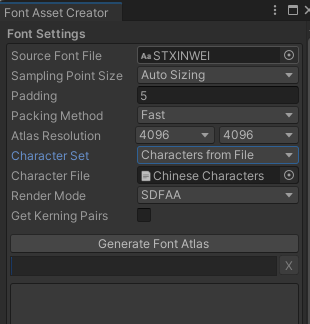 Font Asset Creator
Font Settings
Source Font File Aa STXINWEI
Sampling Point Size Auto Sizing
Padding 5
Packing Method Fast
Atlas Resolution 4096 4096
Character Set Characters from File
Character File Chinese Characters
Render Mode SDFAA
Get Kerning Pairs
Generate Font Atlas
X